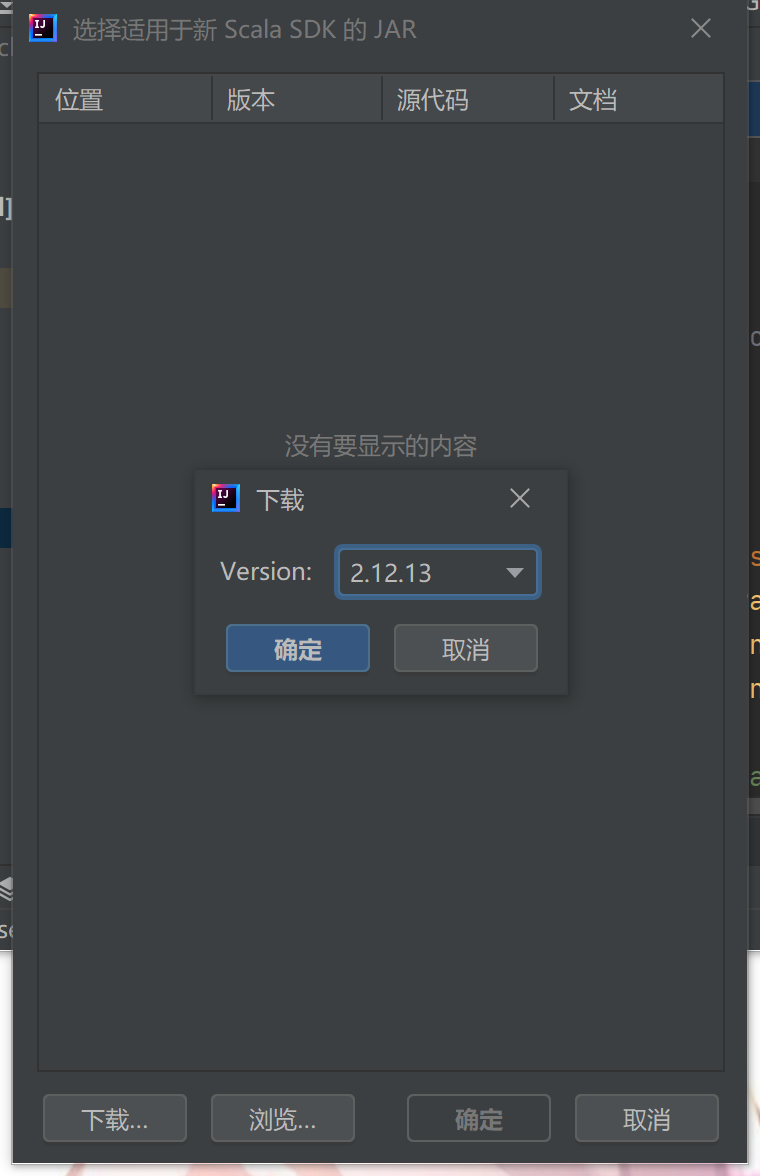 选择适用于新 Scala SDK 的 JAR
位置 版本 源代码 文档
没有要显示的内容
下载
Version: 2.12.13
确定 取消
下载... 浏览... 确定 取消